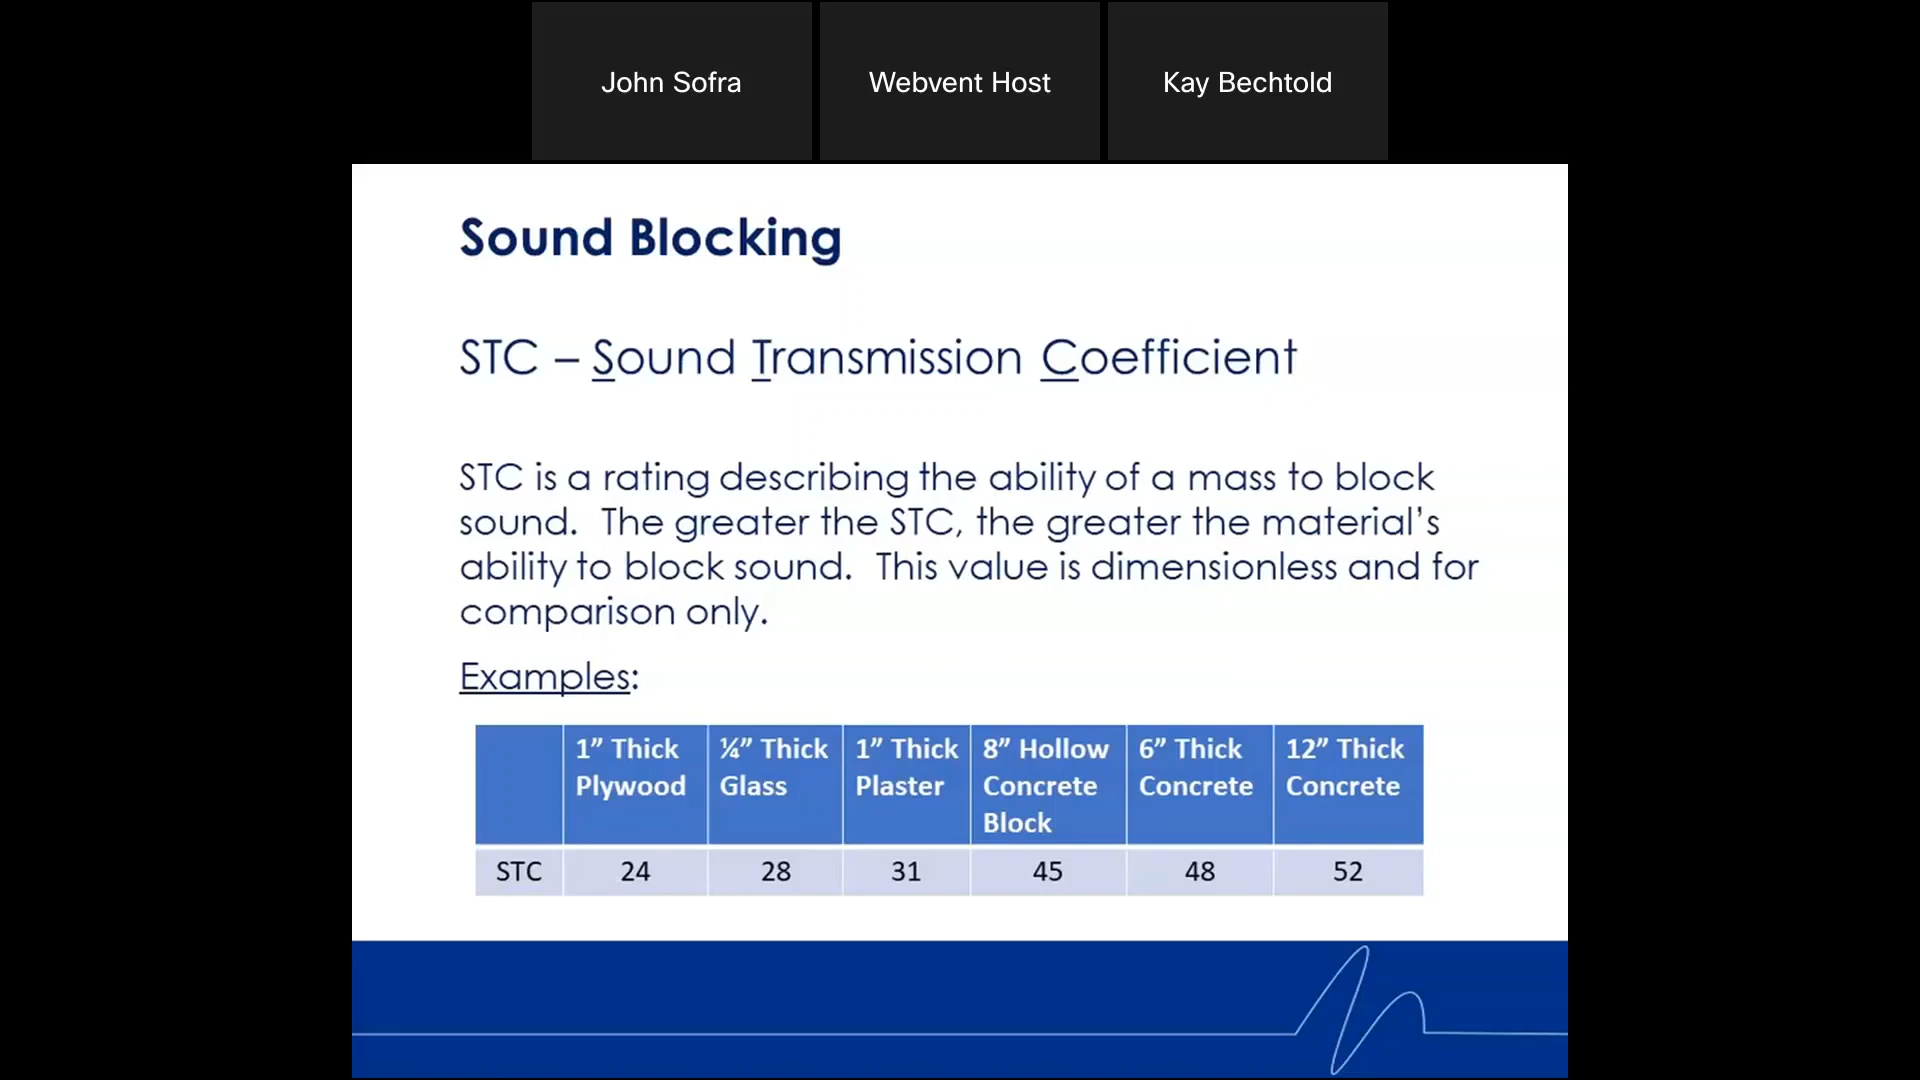 John Sofra
Webvent Host
Kay Bechtold
Sound Blocking
STC – Sound Transmission Coefficient
STC is a rating describing the ability of a mass to block
sound.  The greater the STC, the greater the material’s
ability to block sound.  This value is dimensionless and for
comparison only.
Examples:
1” Thick Plywood
¼” Thick Glass
1” Thick Plaster
8” Hollow Concrete Block
6” Thick Concrete
12” Thick Concrete
STC 24 28 31 45 48 52